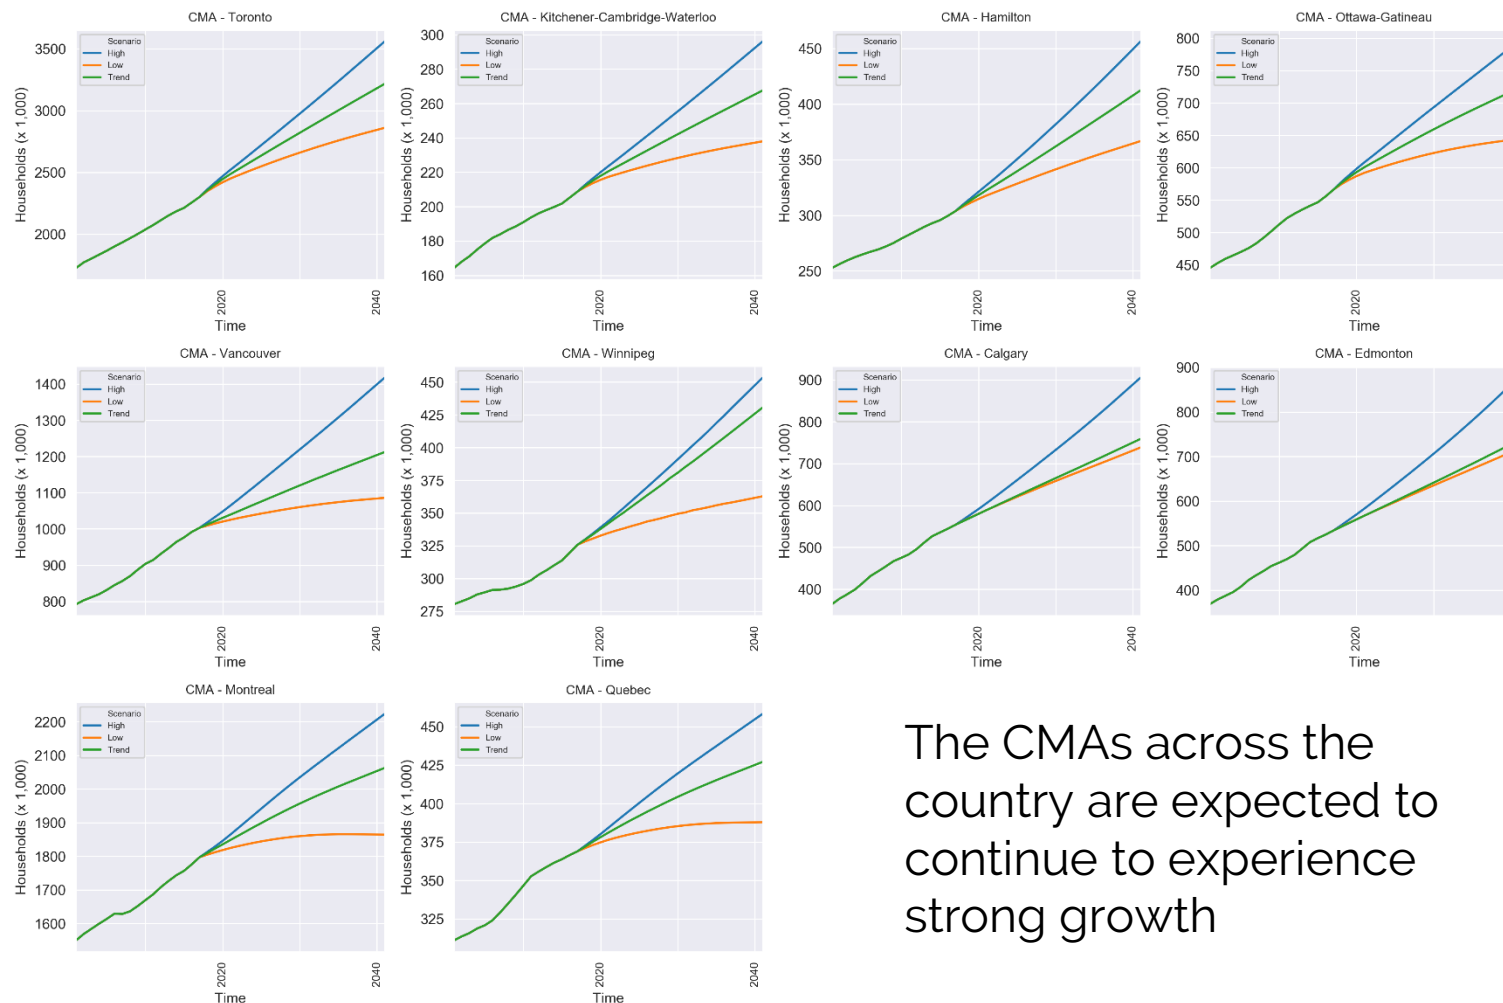 CMA - Toronto
Scenario
High
Low
Trend
3500
3000
2500
2000
Households (x 1,000)
2020
2040
Time
CMA - Kitchener-Cambridge-Waterloo
Scenario
High
Low
Trend
300
280
260
240
220
200
180
160
Households (x 1,000)
2020
2040
Time
CMA - Hamilton
Scenario
High
Low
Trend
450
400
350
300
250
Households (x 1,000)
2020
2040
Time
CMA - Ottawa-Gatineau
Scenario
High
Low
Trend
800
750
700
650
600
550
500
450
Households (x 1,000)
2020
Time
CMA - Vancouver
Scenario
High
Low
Trend
1400
1300
1200
1100
1000
900
800
Households (x 1,000)
2020
2040
Time
CMA - Winnipeg
Scenario
High
Low
Trend
450
425
400
375
350
325
300
275
Households (x 1,000)
2020
2040
Time
CMA - Calgary
Scenario
High
Low
Trend
900
800
700
600
500
400
Households (x 1,000)
2020
2040
Time
CMA - Edmonton
Scenario
High
Low
Trend
900
800
700
600
500
400
Households (x 1,000)
2020
Time
CMA - Montreal
Scenario
High
Low
Trend
2200
2100
2000
1900
1800
1700
1600
Households (x 1,000)
2020
2040
Time
CMA - Quebec
Scenario
High
Low
Trend
450
425
400
375
350
325
Households (x 1,000)
2020
2040
Time
The CMAs across the
country are expected to
continue to experience
strong growth